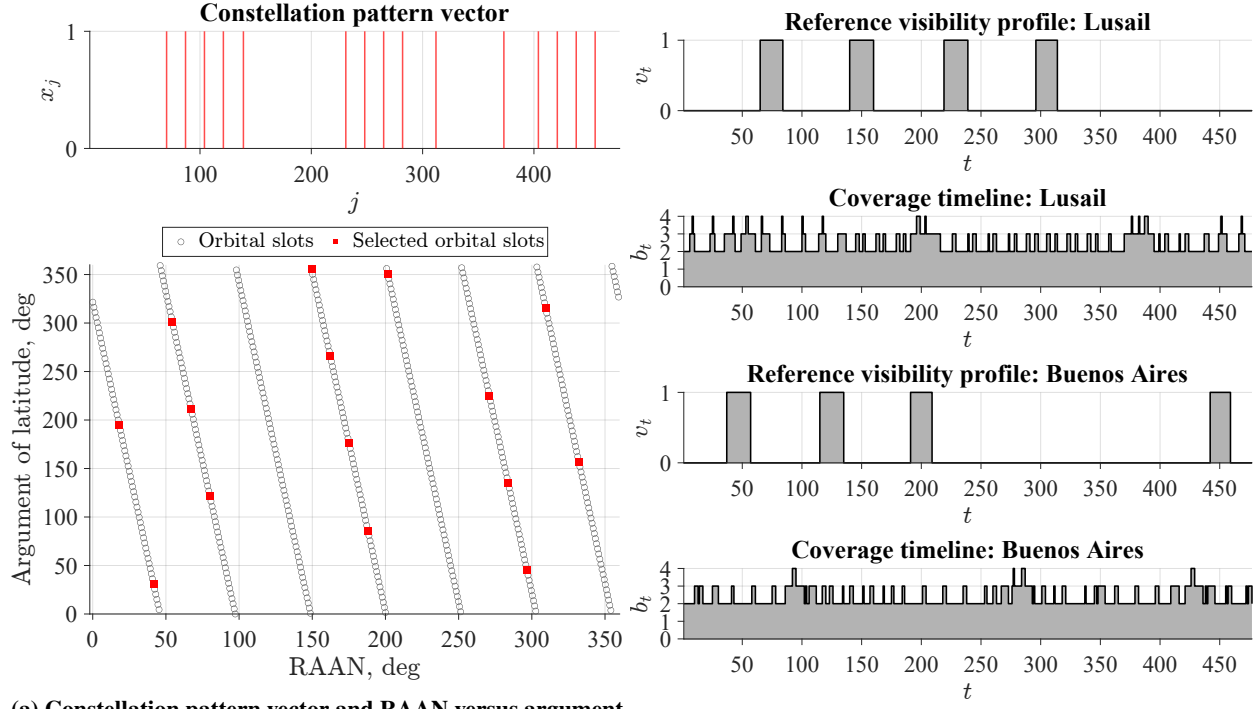 Constellation pattern vector
1
0
x_j
100 200 300 400
j
Orbital slots Selected orbital slots
350
300
250
200
150
100
50
0
Argument of latitude, deg
0 50 100 150 200 250 300 350
RAAN, deg
Reference visibility profile: Lusail
1
0
v_t
50 100 150 200 250 300 350 400 450
t
Coverage timeline: Lusail
4
3
2
1
0
b_t
50 100 150 200 250 300 350 400 450
t
Reference visibility profile: Buenos Aires
1
0
v_t
50 100 150 200 250 300 350 400 450
t
Coverage timeline: Buenos Aires
4
3
2
1
0
b_t
50 100 150 200 250 300 350 400 450
t
(a) Constellation pattern vector and RAAN versus argument